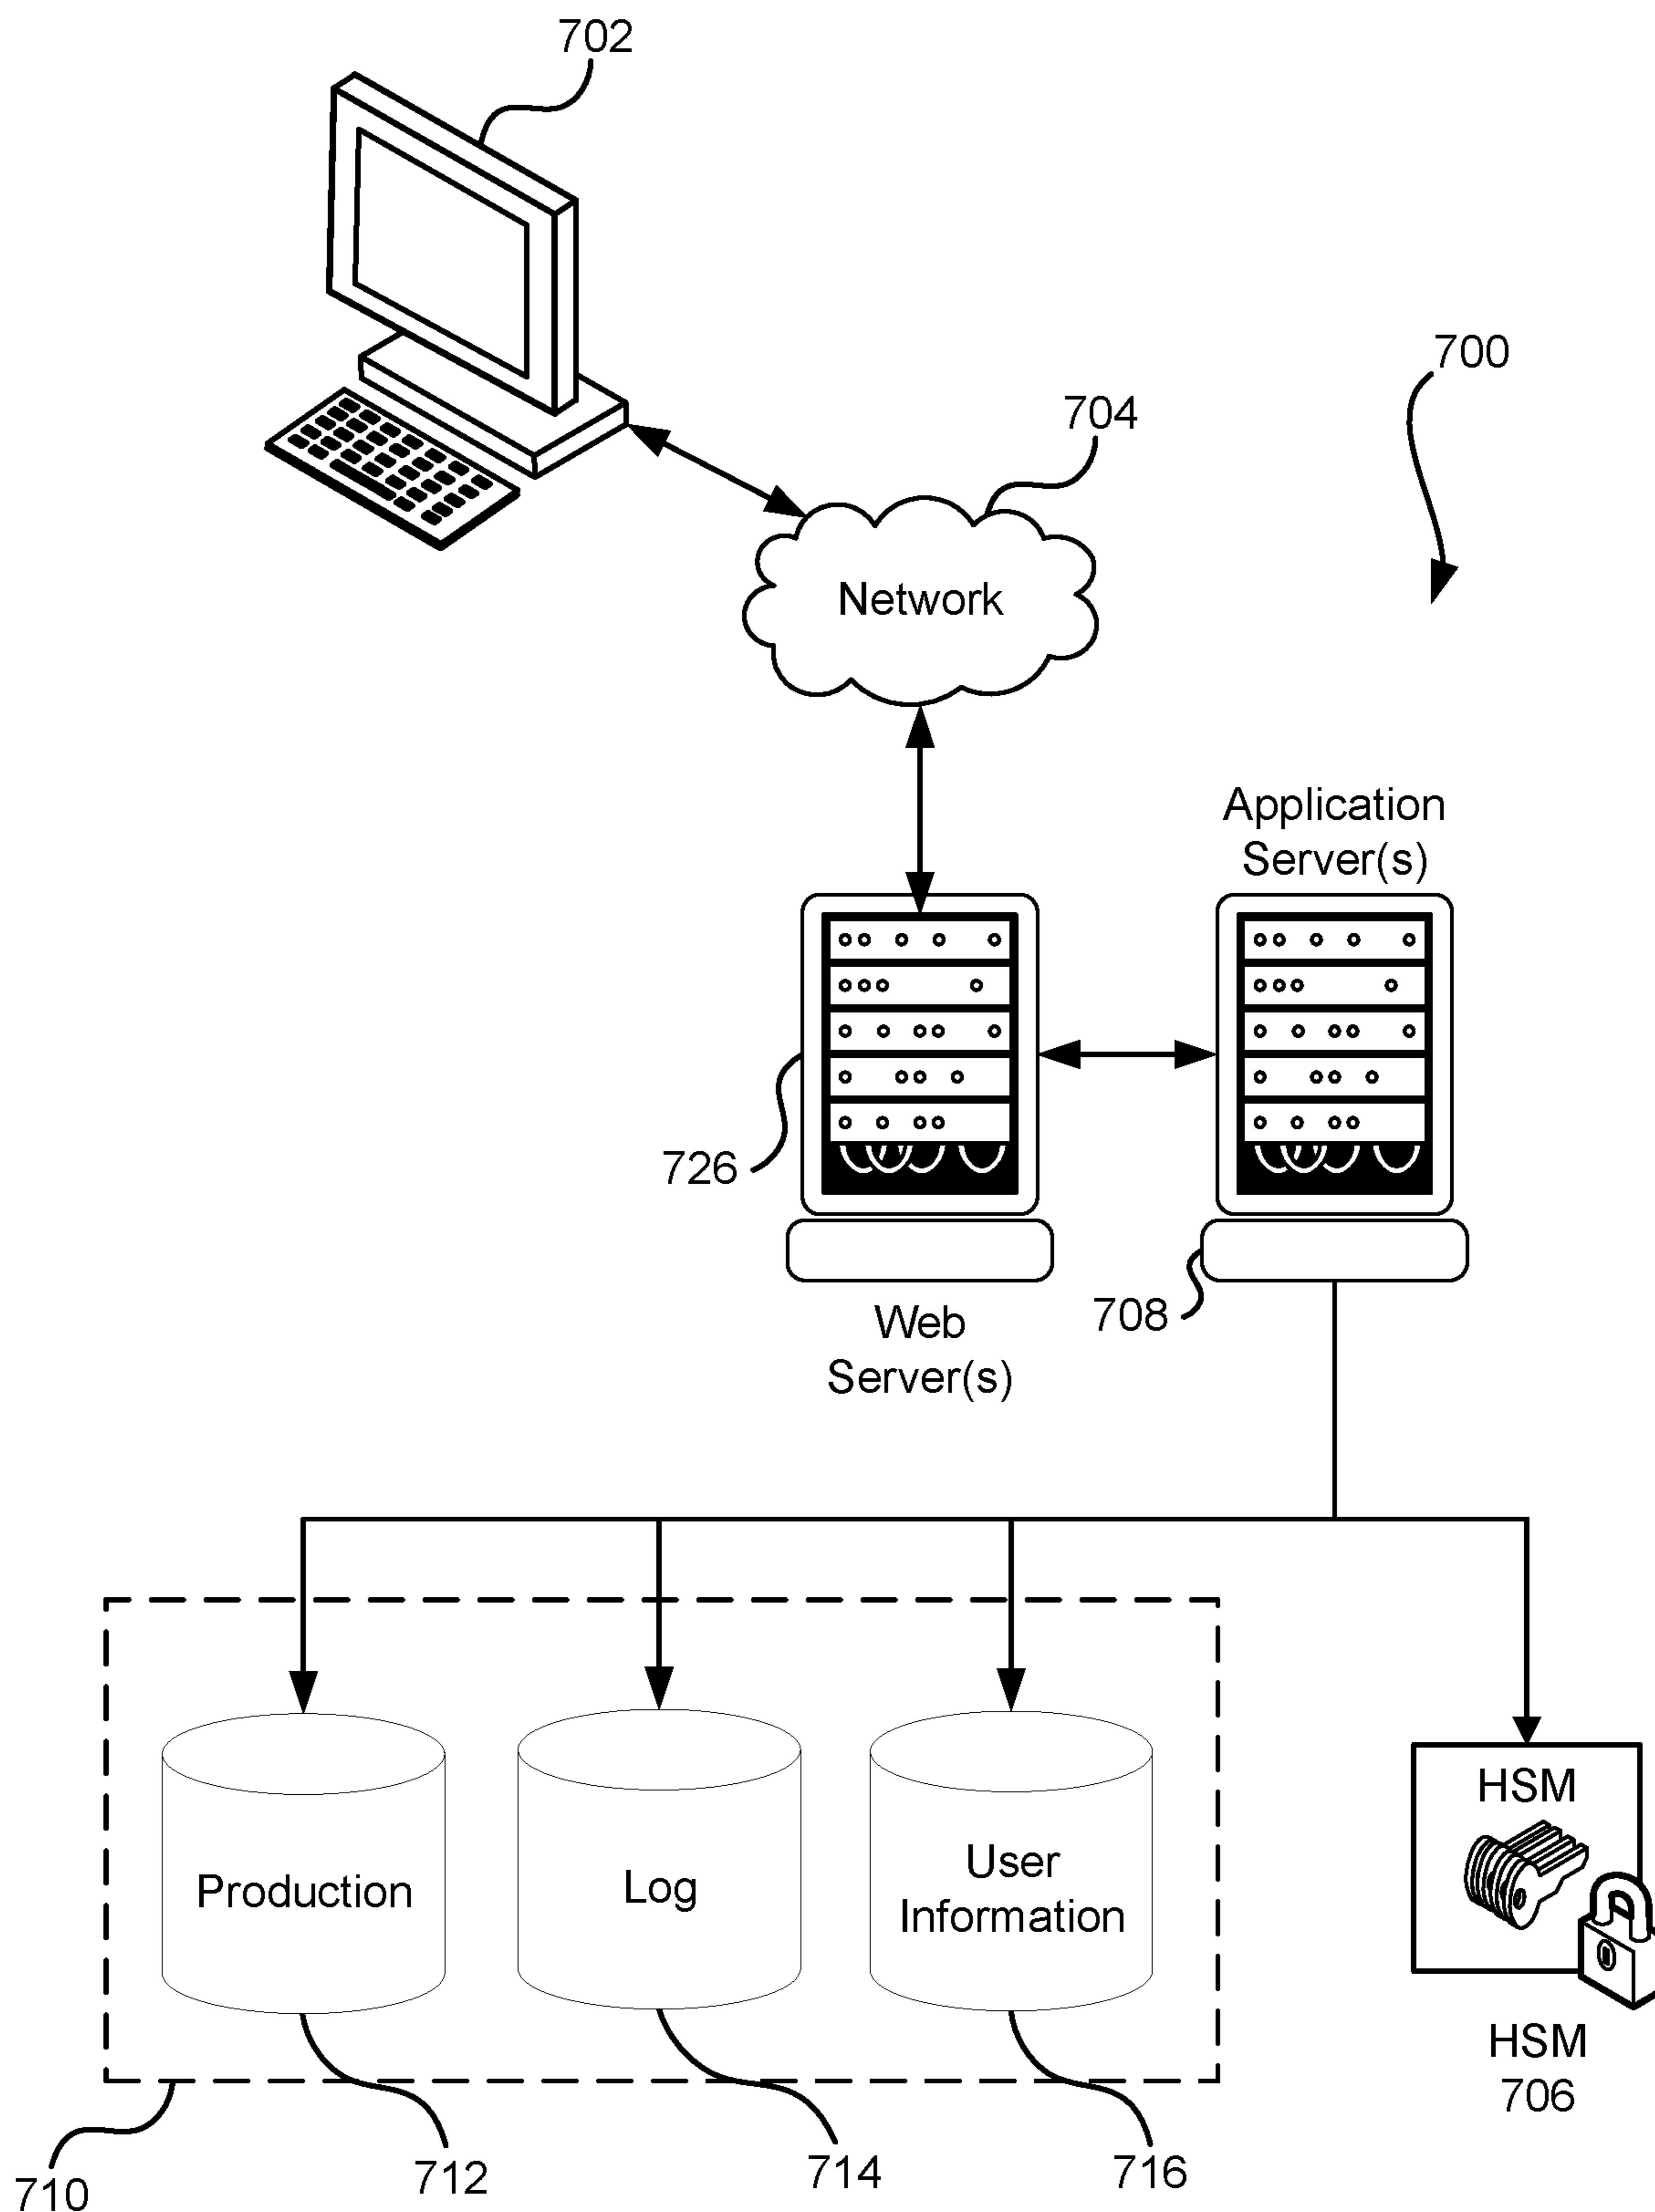 702
700
704
Network
Application
Server(s)
726
708
Web
Server(s)
HSM
Production
Log
User
Information
HSM
706
710
712
714
716